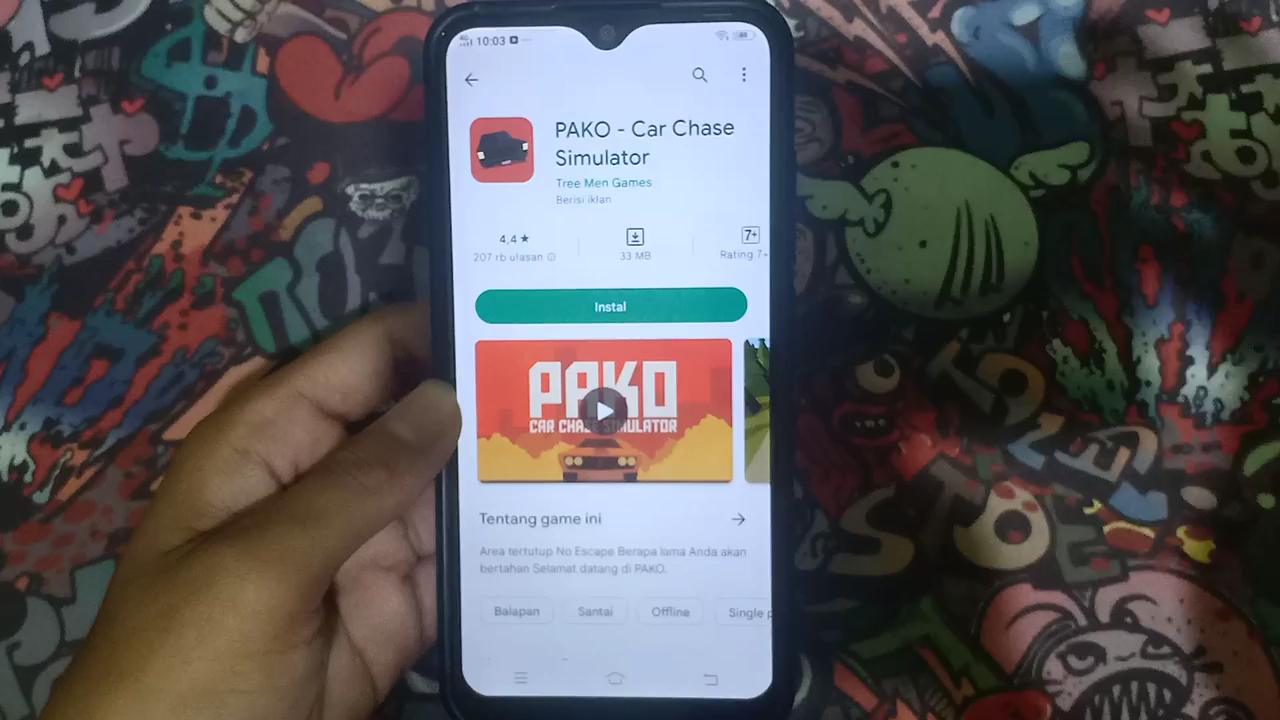 10:03
PAKO - Car Chase
Simulator
Tree Men Games
Berisi iklan
4,4★
207 rb ulasan
33 MB
7+
Rating 7+
Instal
PAKO
CAR CHASE SIMULATOR
Tentang game ini
Area tertutup No Escape Berapa lama Anda akan
bertahan Selamat datang di PAKO.
Balapan
Santai
Offline
Single p